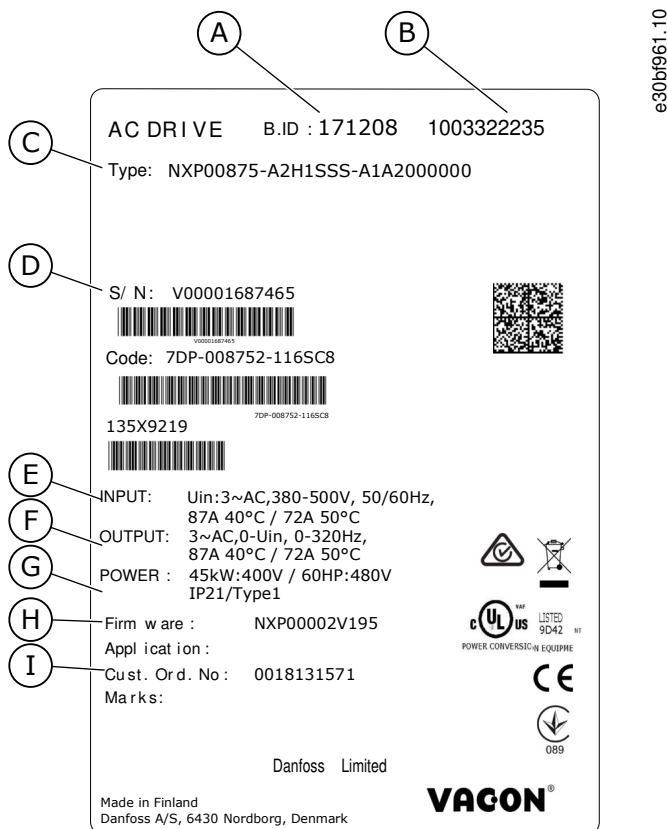 e30bf961.10
A
B
AC DRIVE B.ID : 171208 1003322235
C
Type: NXP00875-A2H1SSS-A1A2000000
D
S/ N: V00001687465
V00001687465
Code: 7DP-008752-116SC8
7DP-008752-116SC8
135X9219
E
INPUT: Uin:3~AC,380-500V, 50/60Hz,
87A 40°C / 72A 50°C
F
OUTPUT: 3~AC,0-Uin, 0-320Hz,
87A 40°C / 72A 50°C
G
POWER : 45kW:400V / 60HP:480V
IP21/Type1
H
Firm w are : NXP00002V195
Appl icat ion :
I
Cust. Ord. No : 0018131571
Marks:
c UL US VAF LISTED
9D42 NT
POWER CONVERSION EQUIPME
CE
089
Danfoss Limited
Made in Finland
Danfoss A/S, 6430 Nordborg, Denmark
VACON®